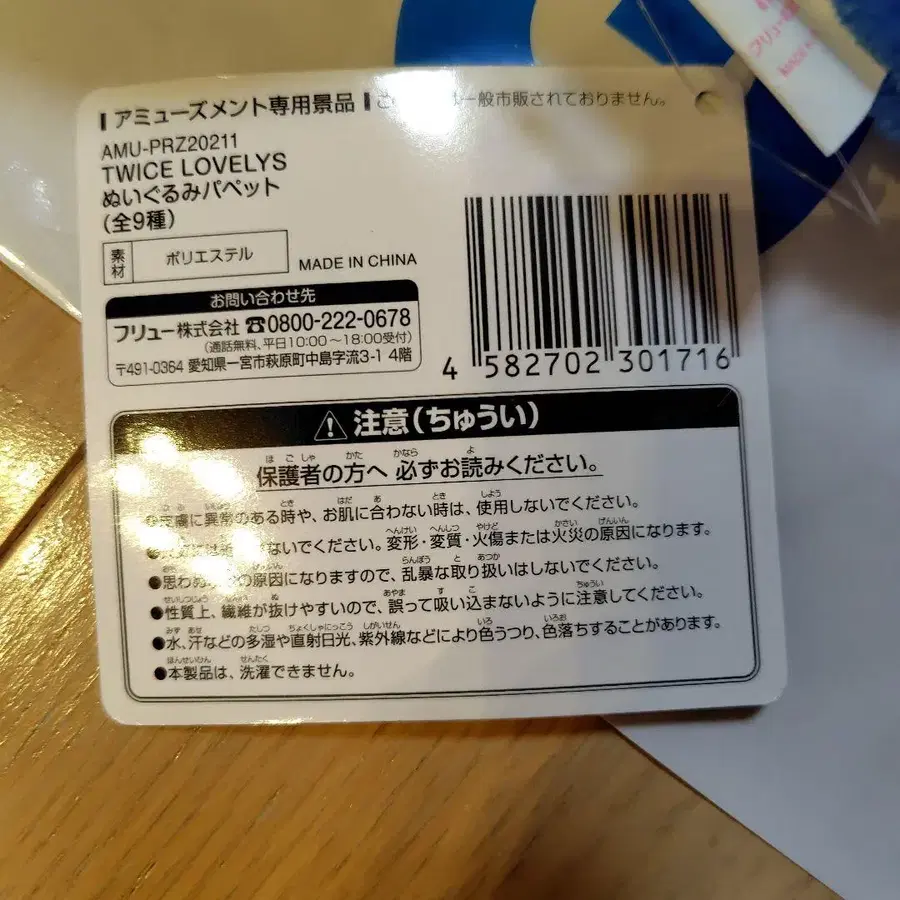 アミューズメント専用景品 こ 一般市販されておりません。
AMU-PRZ20211
TWICE LOVELYS
ぬいぐるみパペット
(全9種)
素材 ポリエステル MADE IN CHINA
お問い合わせ先
フリュー株式会社 ☎0800-222-0678
(通話無料、平日10:00～18:00受付)
〒491-0364 愛知県一宮市萩原町中島字流3-1 4階
4 582702 301716
⚠ 注意(ちゅうい)
保護者の方へ 必ずお読みください。
●皮膚に異常のある時や、お肌に合わない時は、使用しないでください。
ないでください。変形・変質・火傷または火災の原因になります。
●思わぬ の原因になりますので、乱暴な取り扱いはしないでください。
●性質上、繊維が抜けやすいので、誤って吸い込まないように注意してください。
●水、汗などの多湿や直射日光、紫外線などにより色うつり、色落ちすることがあります。
●本製品は、洗濯できません。
フリュー
MADE